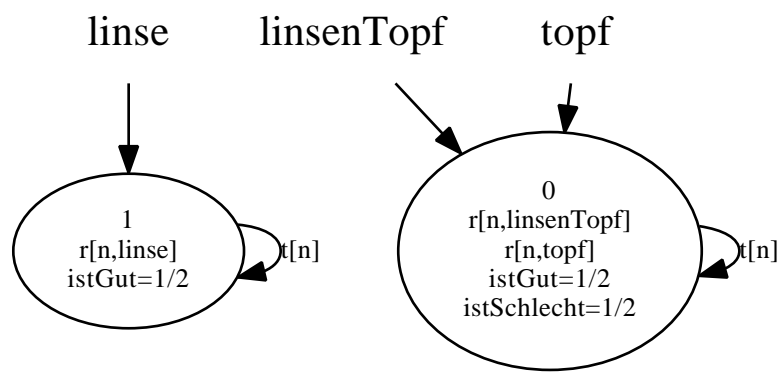 linse
linsenTopf
topf
1
r[n,linse]
istGut=1/2
t[n]
0
r[n,linsenTopf]
r[n,topf]
istGut=1/2
istSchlecht=1/2
t[n]